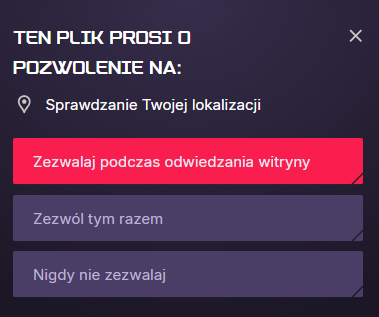 TEN PLIK PROSI O
POZWOLENIE NA:
Sprawdzanie Twojej lokalizacji
Zezwalaj podczas odwiedzania witryny
Zezwól tym razem
Nigdy nie zezwalaj